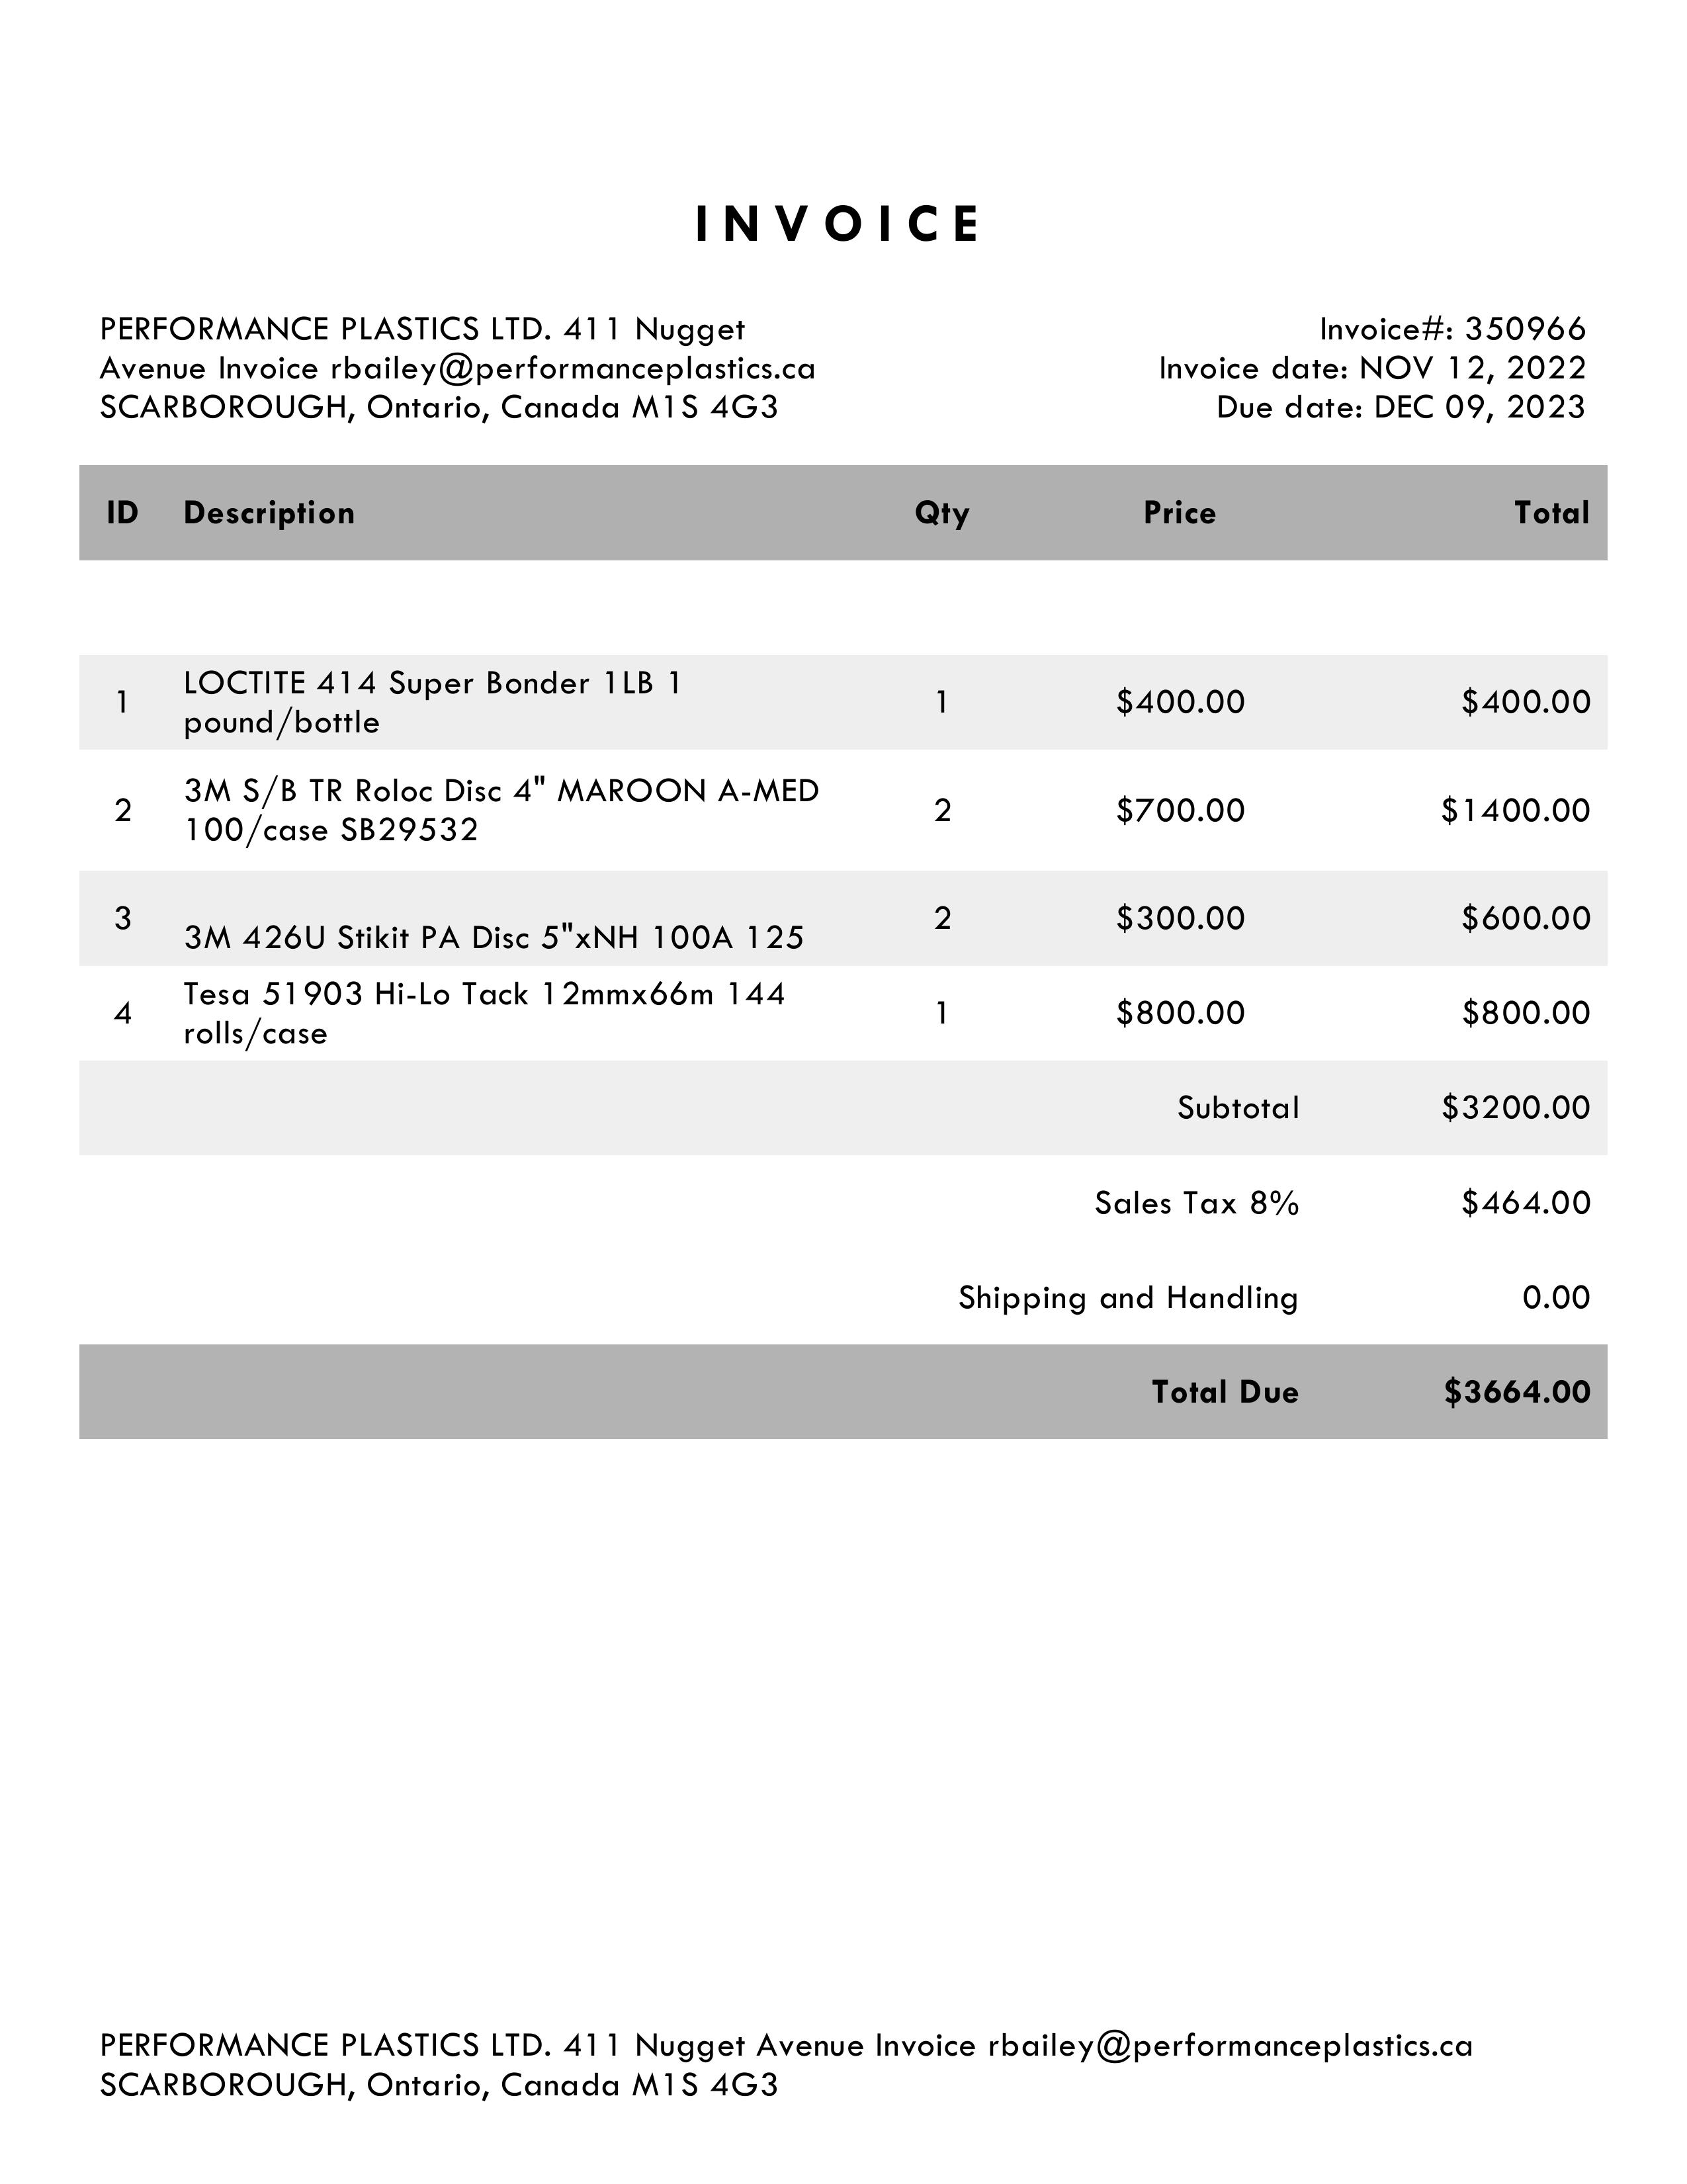 INVOICE
PERFORMANCE PLASTICS LTD. 411 Nugget
Avenue Invoice rbailey@performanceplastics.ca
SCARBOROUGH, Ontario, Canada M1S 4G3
Invoice#: 350966
Invoice date: NOV 12, 2022
Due date: DEC 09, 2023
ID Description Qty Price Total
1 LOCTITE 414 Super Bonder 1LB 1
pound/bottle 1 $400.00 $400.00
2 3M S/B TR Roloc Disc 4" MAROON A-MED
100/case SB29532 2 $700.00 $1400.00
3 3M 426U Stikit PA Disc 5"xNH 100A 125 2 $300.00 $600.00
4 Tesa 51903 Hi-Lo Tack 12mmx66m 144
rolls/case 1 $800.00 $800.00
Subtotal $3200.00
Sales Tax 8% $464.00
Shipping and Handling 0.00
Total Due $3664.00
PERFORMANCE PLASTICS LTD. 411 Nugget Avenue Invoice rbailey@performanceplastics.ca
SCARBOROUGH, Ontario, Canada M1S 4G3